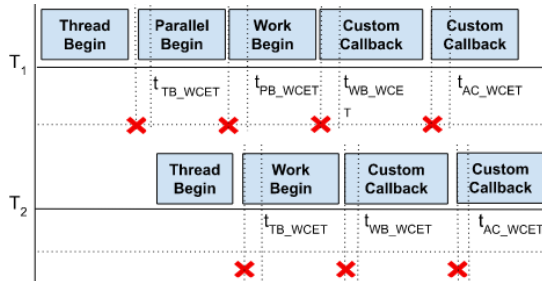 Thread Begin
Parallel Begin
Work Begin
Custom Callback
Custom Callback
T1
tTB_WCET
tPB_WCET
tWB_WCE
T
tAC_WCET
Thread Begin
Work Begin
Custom Callback
Custom Callback
T2
tTB_WCET
tWB_WCET
tAC_WCET